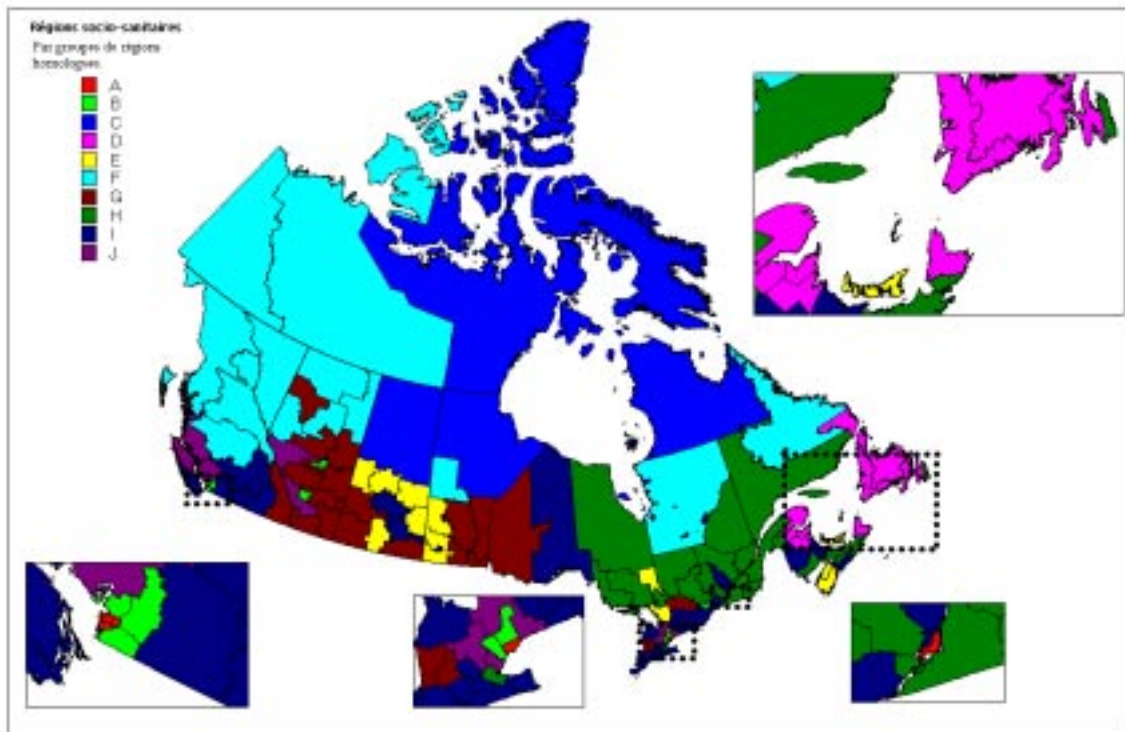 Régions socio-sanitaires
Par groupes de régions
homologues.
A
B
C
D
E
F
G
H
I
J